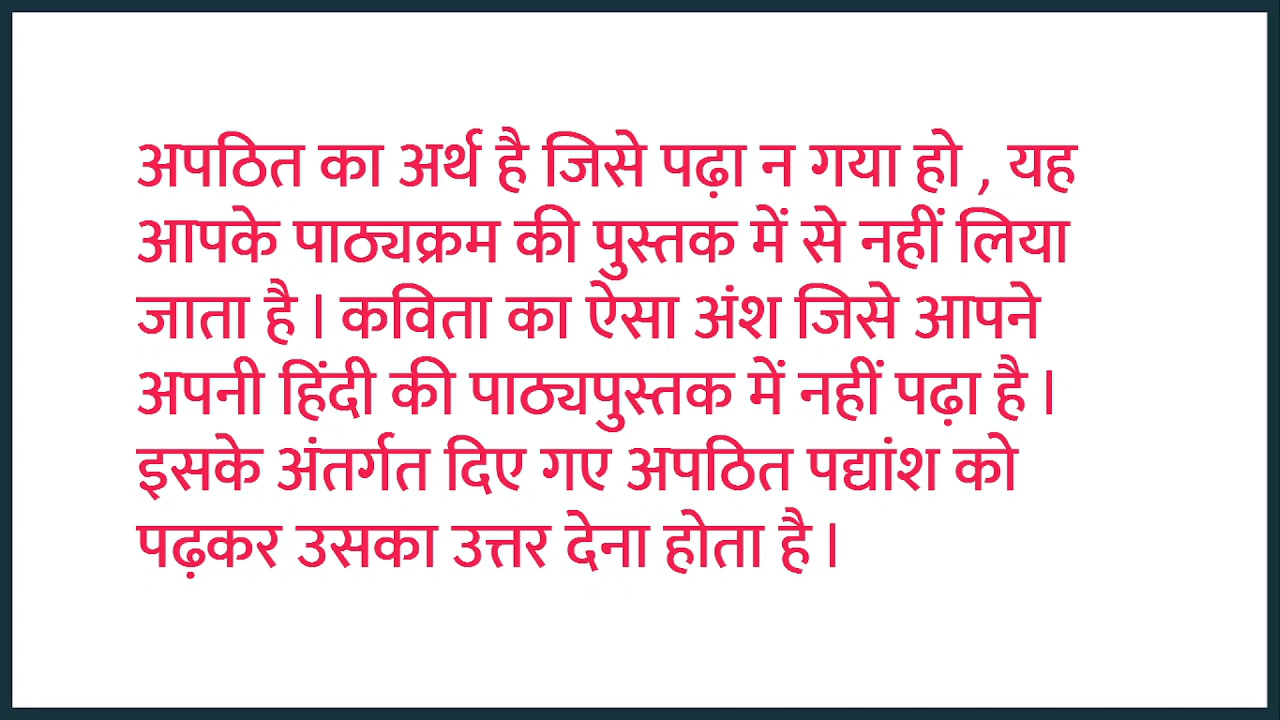 अपठित का अर्थ है जिसे पढ़ा न गया हो , यह
आपके पाठ्यक्रम की पुस्तक में से नहीं लिया
जाता है l कविता का ऐसा अंश जिसे आपने
अपनी हिंदी की पाठ्यपुस्तक में नहीं पढ़ा है l
इसके अंतर्गत दिए गए अपठित पद्यांश को
पढ़कर उसका उत्तर देना होता है l